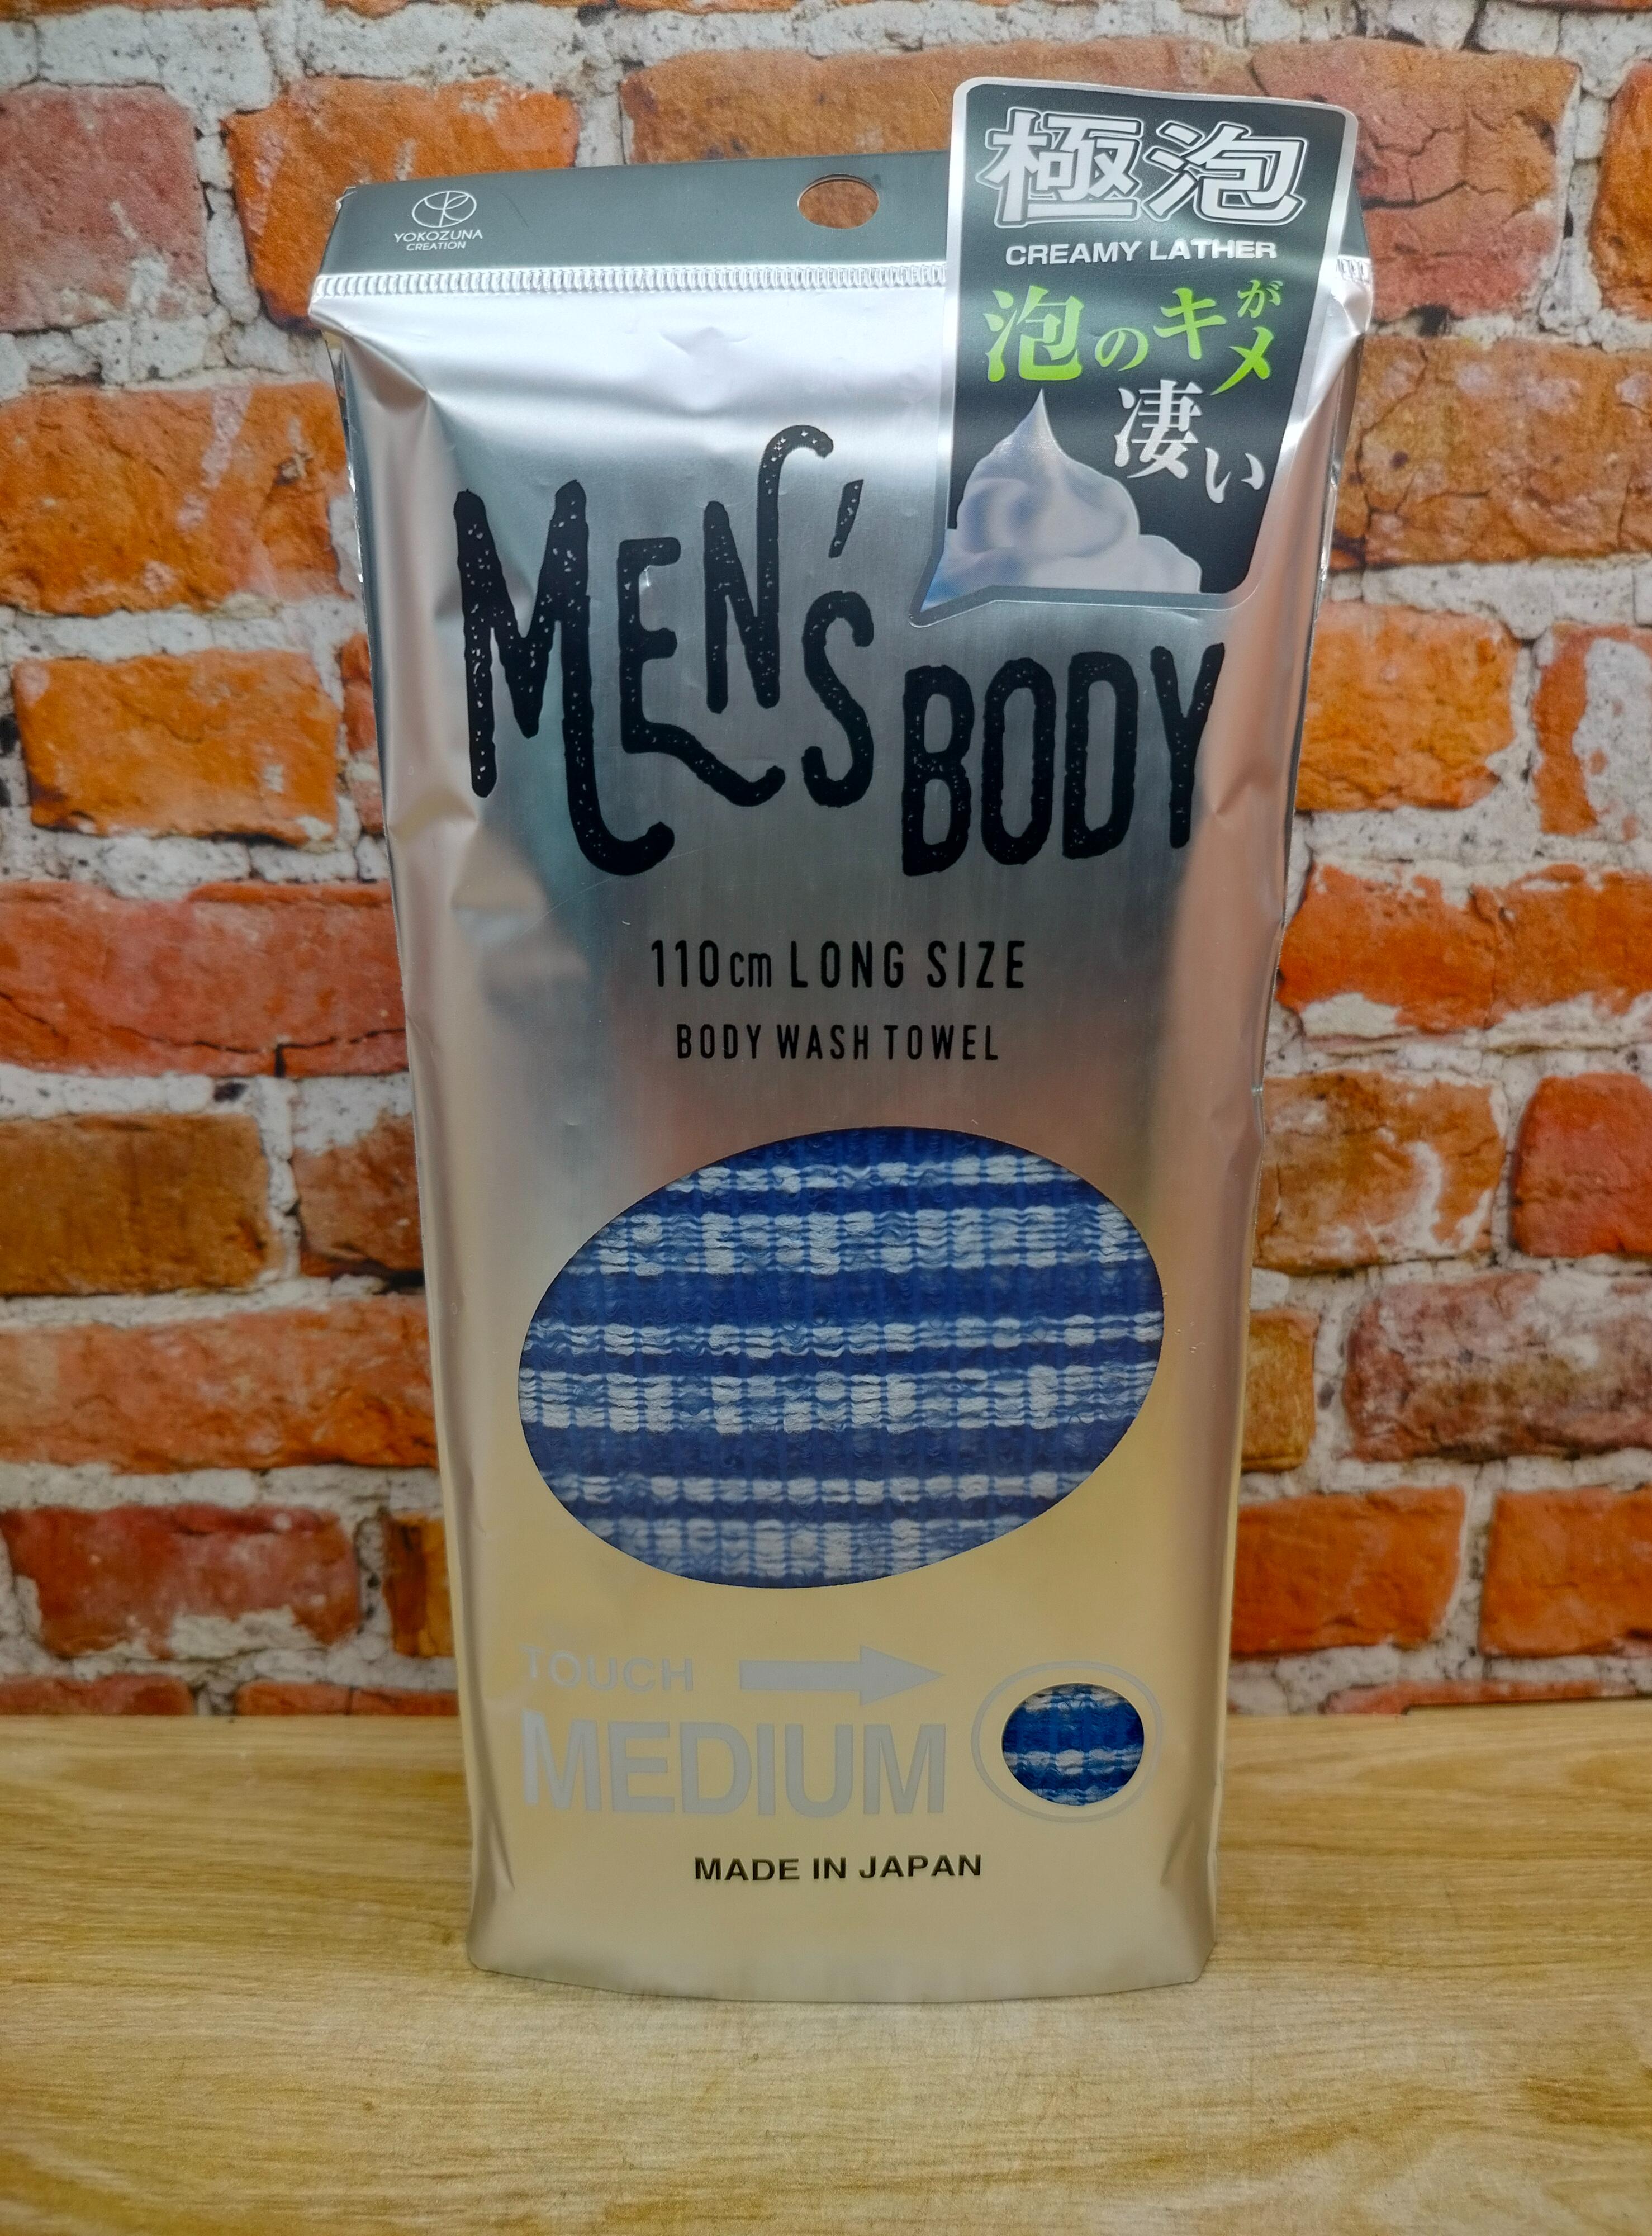 YOKOZUNA
CREATION
極泡
CREAMY LATHER
泡のキメが
凄い
MEN'S BODY
110cm LONG SIZE
BODY WASH TOWEL
TOUCH
MEDIUM
MADE IN JAPAN